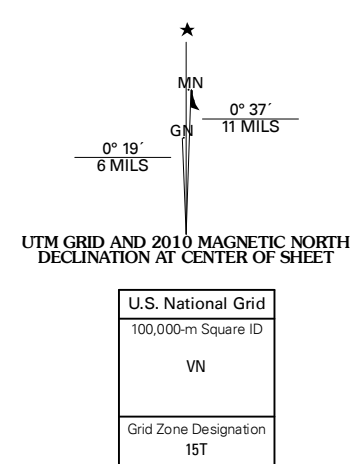 ★
MN
0° 37´
11 MILS
GN
0° 19´
6 MILS
UTM GRID AND 2010 MAGNETIC NORTH
DECLINATION AT CENTER OF SHEET
U.S. National Grid
100,000-m Square ID
VN
Grid Zone Designation
15T